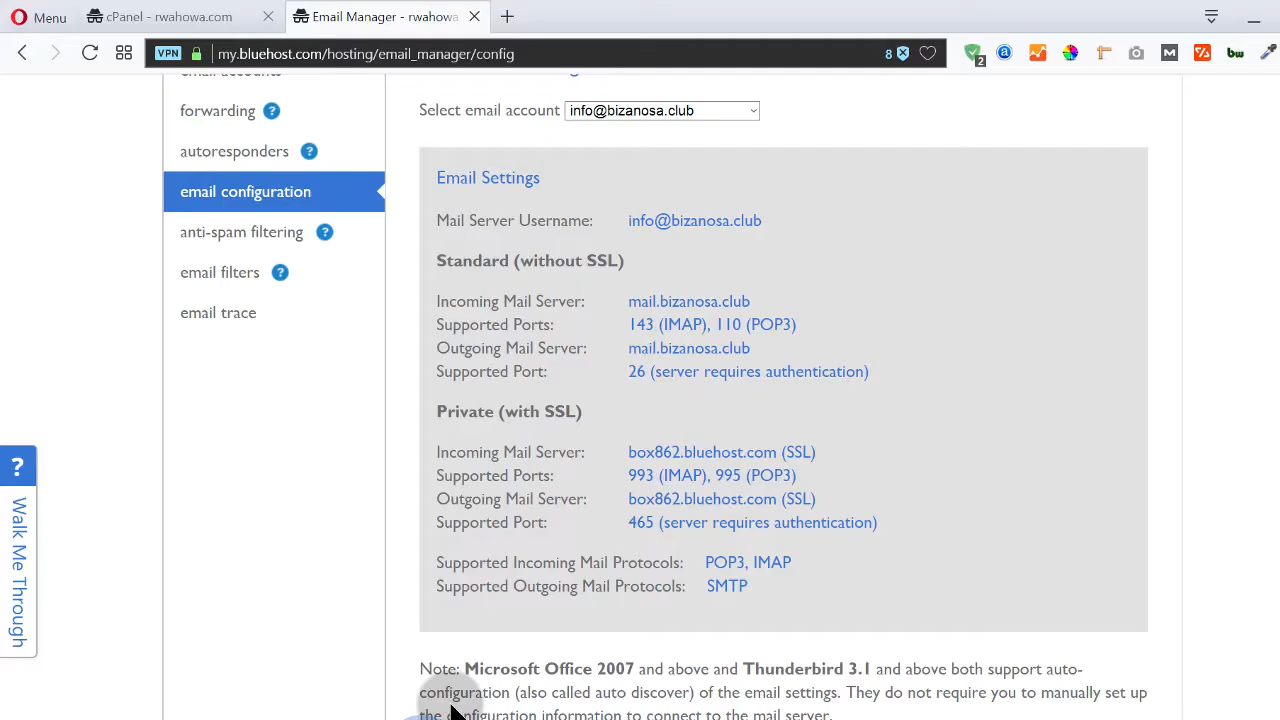 Menu
cPanel - rwahowa.com
Email Manager - rwahowa
VPN
my.bluehost.com/hosting/email_manager/config
8
2
M
bw
email accounts
forwarding ?
autoresponders ?
email configuration
anti-spam filtering ?
email filters ?
email trace
? Walk Me Through
Select email account info@bizanosa.club
Email Settings
Mail Server Username: info@bizanosa.club
Standard (without SSL)
Incoming Mail Server: mail.bizanosa.club
Supported Ports: 143 (IMAP), 110 (POP3)
Outgoing Mail Server: mail.bizanosa.club
Supported Port: 26 (server requires authentication)
Private (with SSL)
Incoming Mail Server: box862.bluehost.com (SSL)
Supported Ports: 993 (IMAP), 995 (POP3)
Outgoing Mail Server: box862.bluehost.com (SSL)
Supported Port: 465 (server requires authentication)
Supported Incoming Mail Protocols: POP3, IMAP
Supported Outgoing Mail Protocols: SMTP
Note: Microsoft Office 2007 and above and Thunderbird 3.1 and above both support auto-
configuration (also called auto discover) of the email settings. They do not require you to manually set up
the configuration information to connect to the mail server.